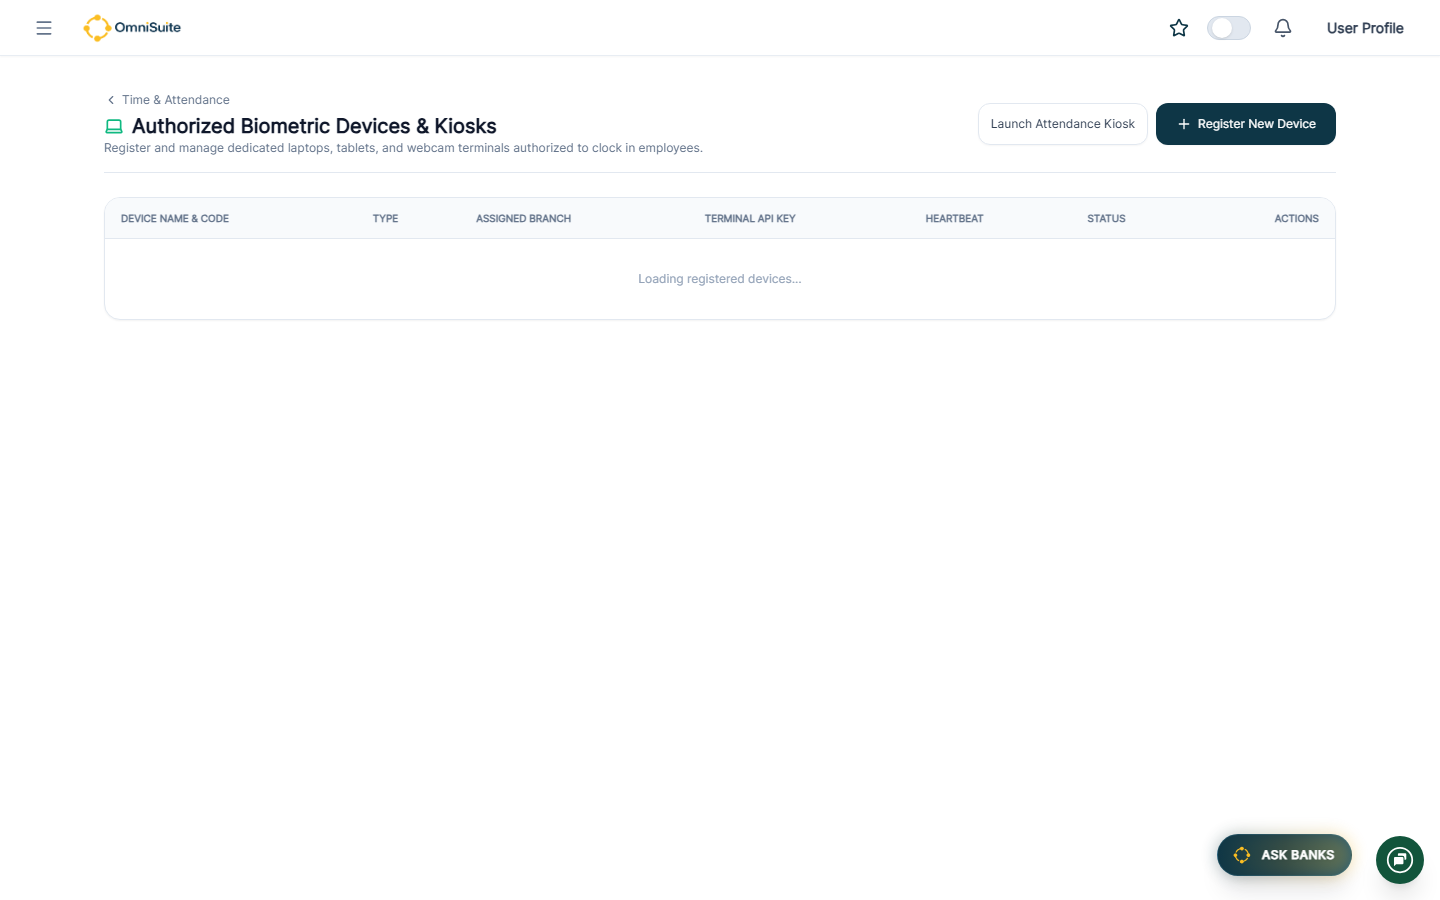 OmniSuite
User Profile
Time & Attendance
Authorized Biometric Devices & Kiosks
Register and manage dedicated laptops, tablets, and webcam terminals authorized to clock in employees.
Launch Attendance Kiosk
Register New Device
DEVICE NAME & CODE TYPE ASSIGNED BRANCH TERMINAL API KEY HEARTBEAT STATUS ACTIONS
Loading registered devices...
ASK BANKS